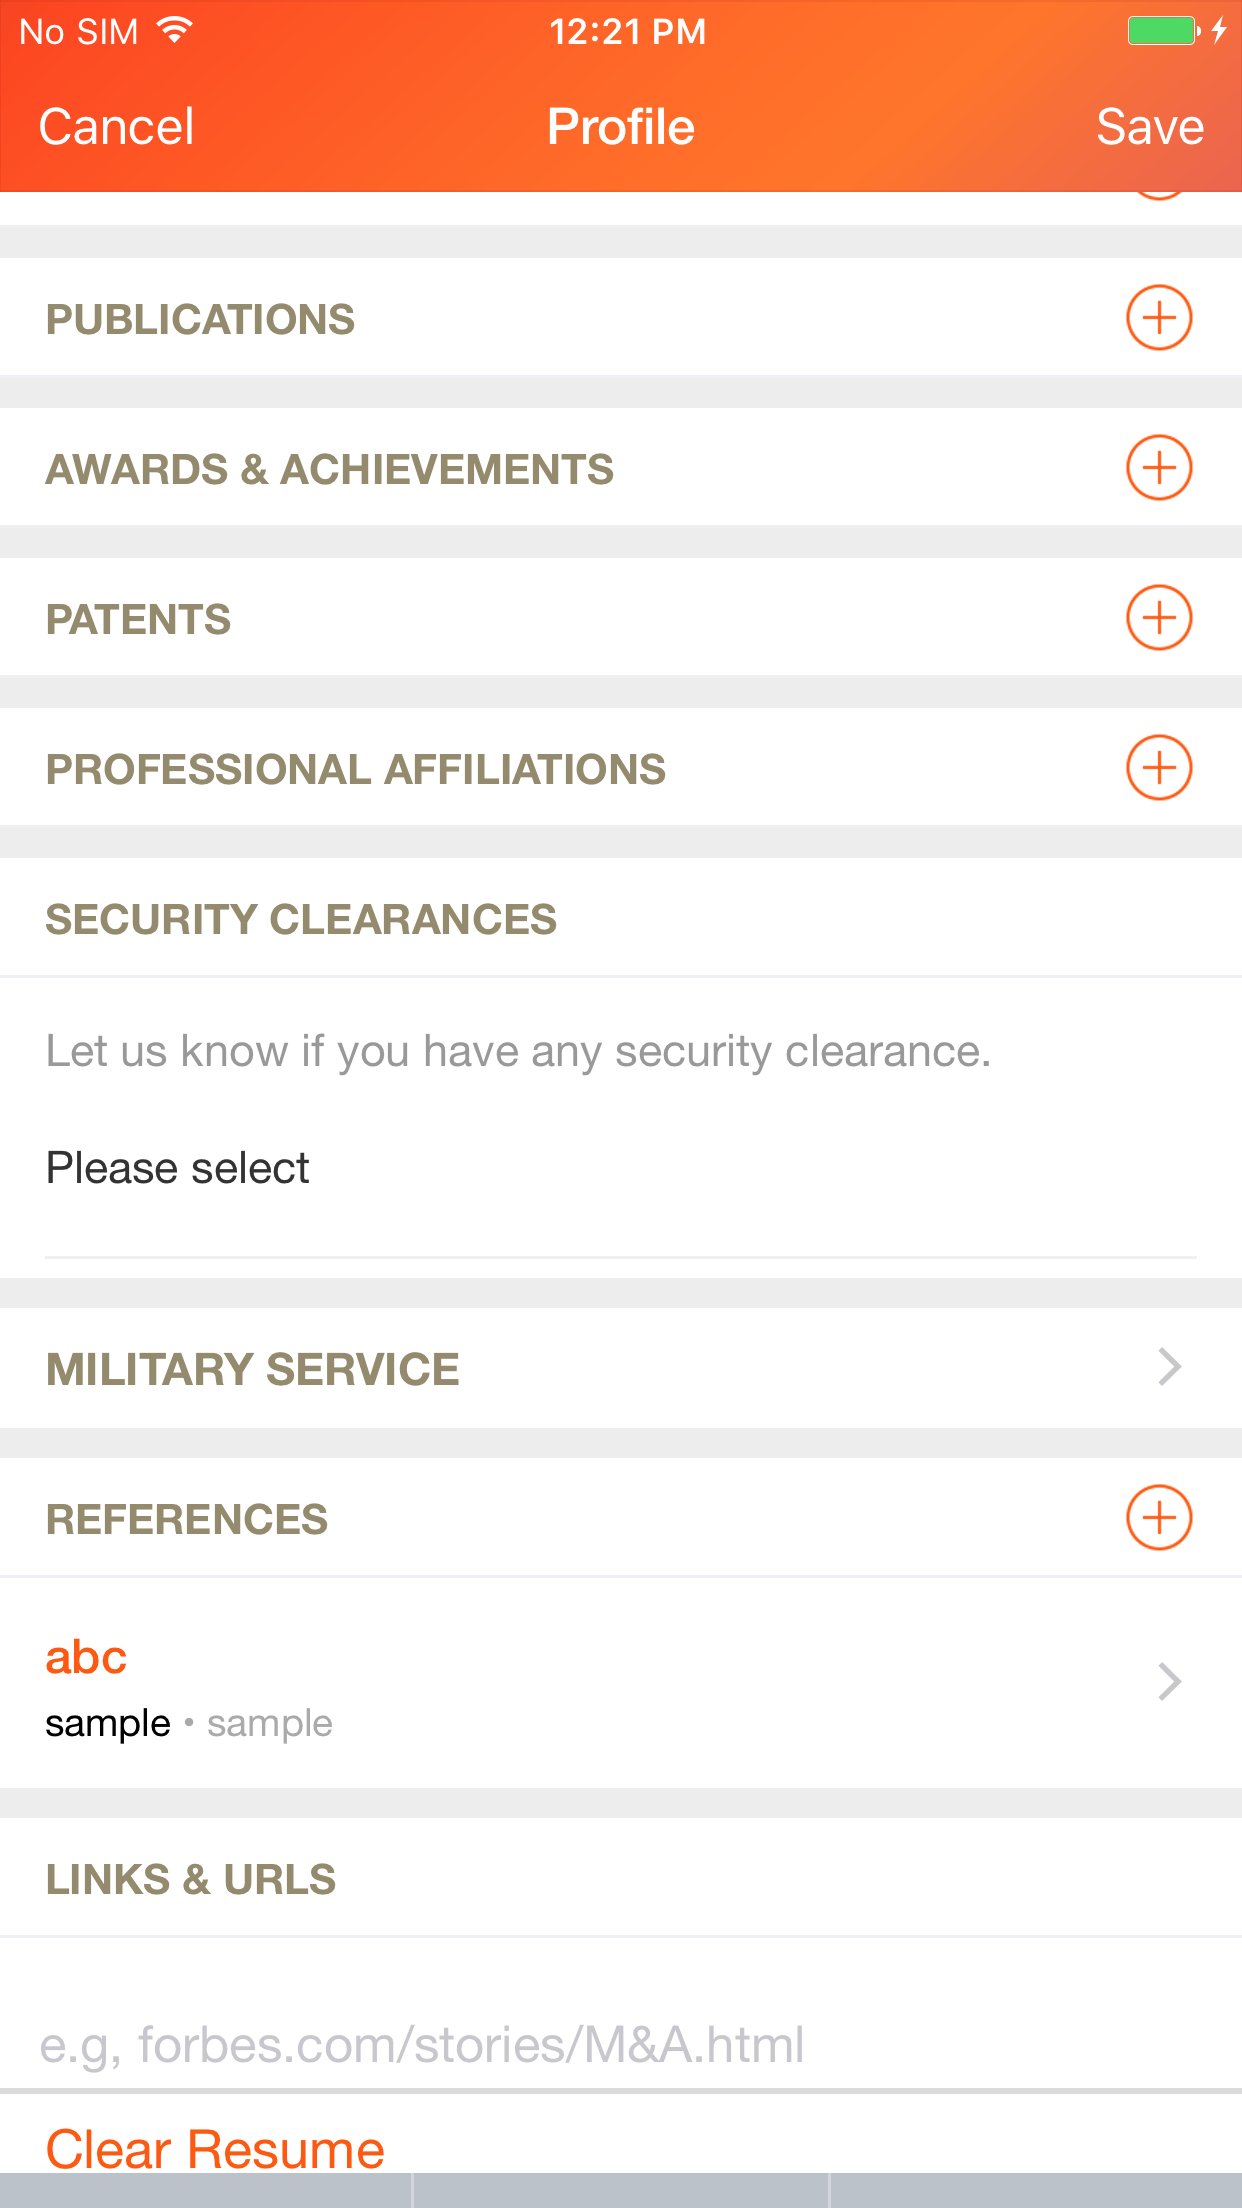 No SIM 12:21 PM
Cancel Profile Save
PUBLICATIONS
AWARDS & ACHIEVEMENTS
PATENTS
PROFESSIONAL AFFILIATIONS
SECURITY CLEARANCES
Let us know if you have any security clearance.
Please select
MILITARY SERVICE
REFERENCES
abc
sample • sample
LINKS & URLS
e.g, forbes.com/stories/M&A.html
Clear Resume